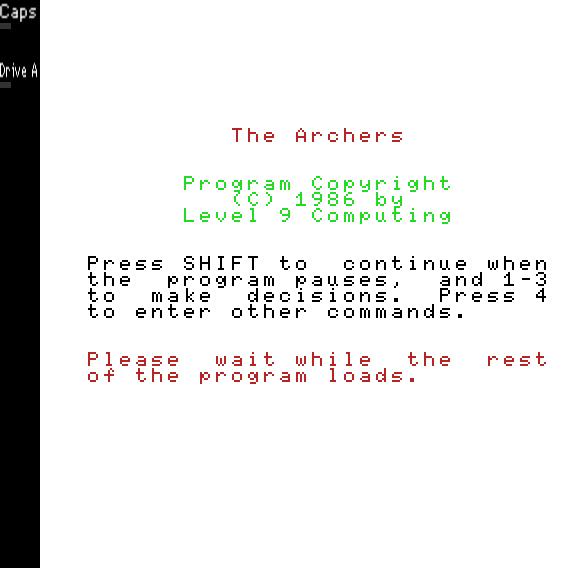 Caps
Drive A
The Archers
Program Copyright
(C) 1986 by
Level 9 Computing
Press SHIFT to  continue when
the  program pauses,  and 1-3
to  make  decisions.  Press 4
to enter other commands.
Please  wait while  the  rest
of the program loads.